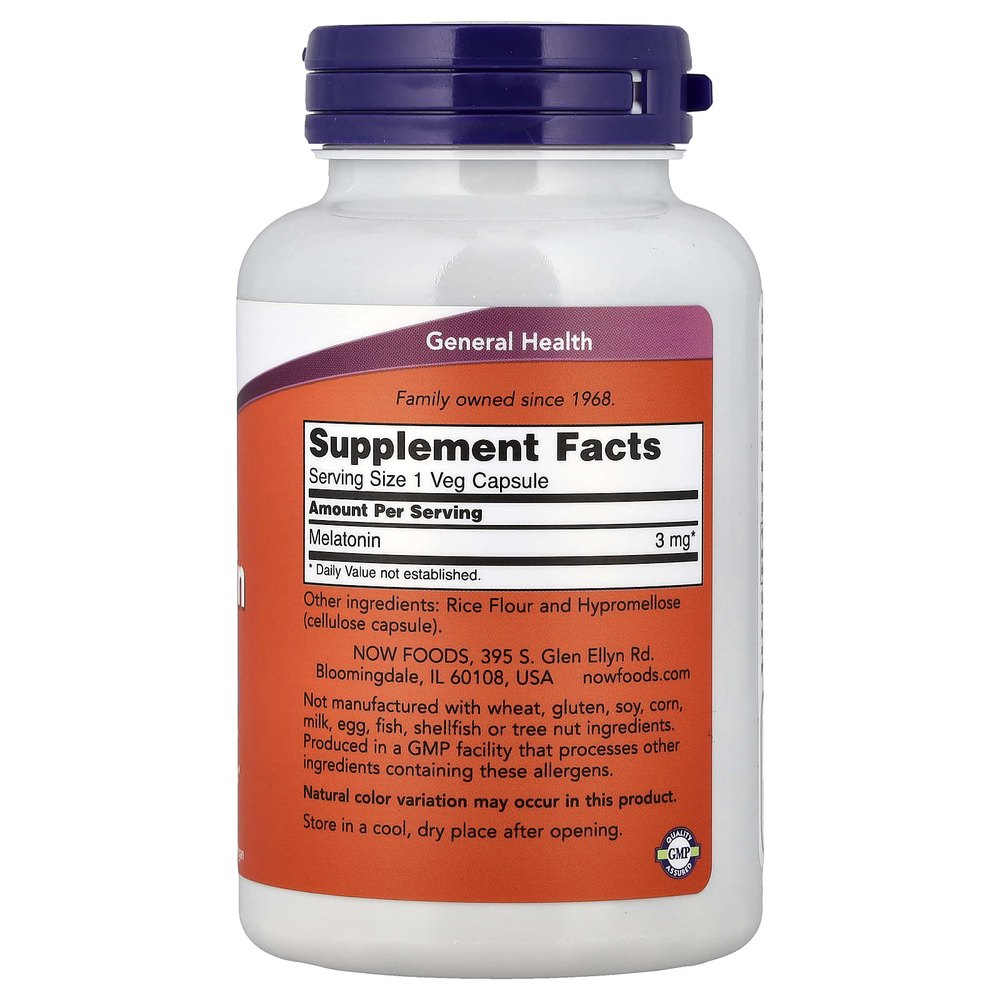 General Health
Family owned since 1968.
Supplement Facts
Serving Size 1 Veg Capsule
Amount Per Serving
Melatonin 3 mg*
* Daily Value not established.
Other ingredients: Rice Flour and Hypromellose
(cellulose capsule).
NOW FOODS, 395 S. Glen Ellyn Rd.
Bloomingdale, IL 60108, USA nowfoods.com
Not manufactured with wheat, gluten, soy, corn,
milk, egg, fish, shellfish or tree nut ingredients.
Produced in a GMP facility that processes other
ingredients containing these allergens.
Natural color variation may occur in this product.
Store in a cool, dry place after opening.
QUALITY
GMP
ASSURED